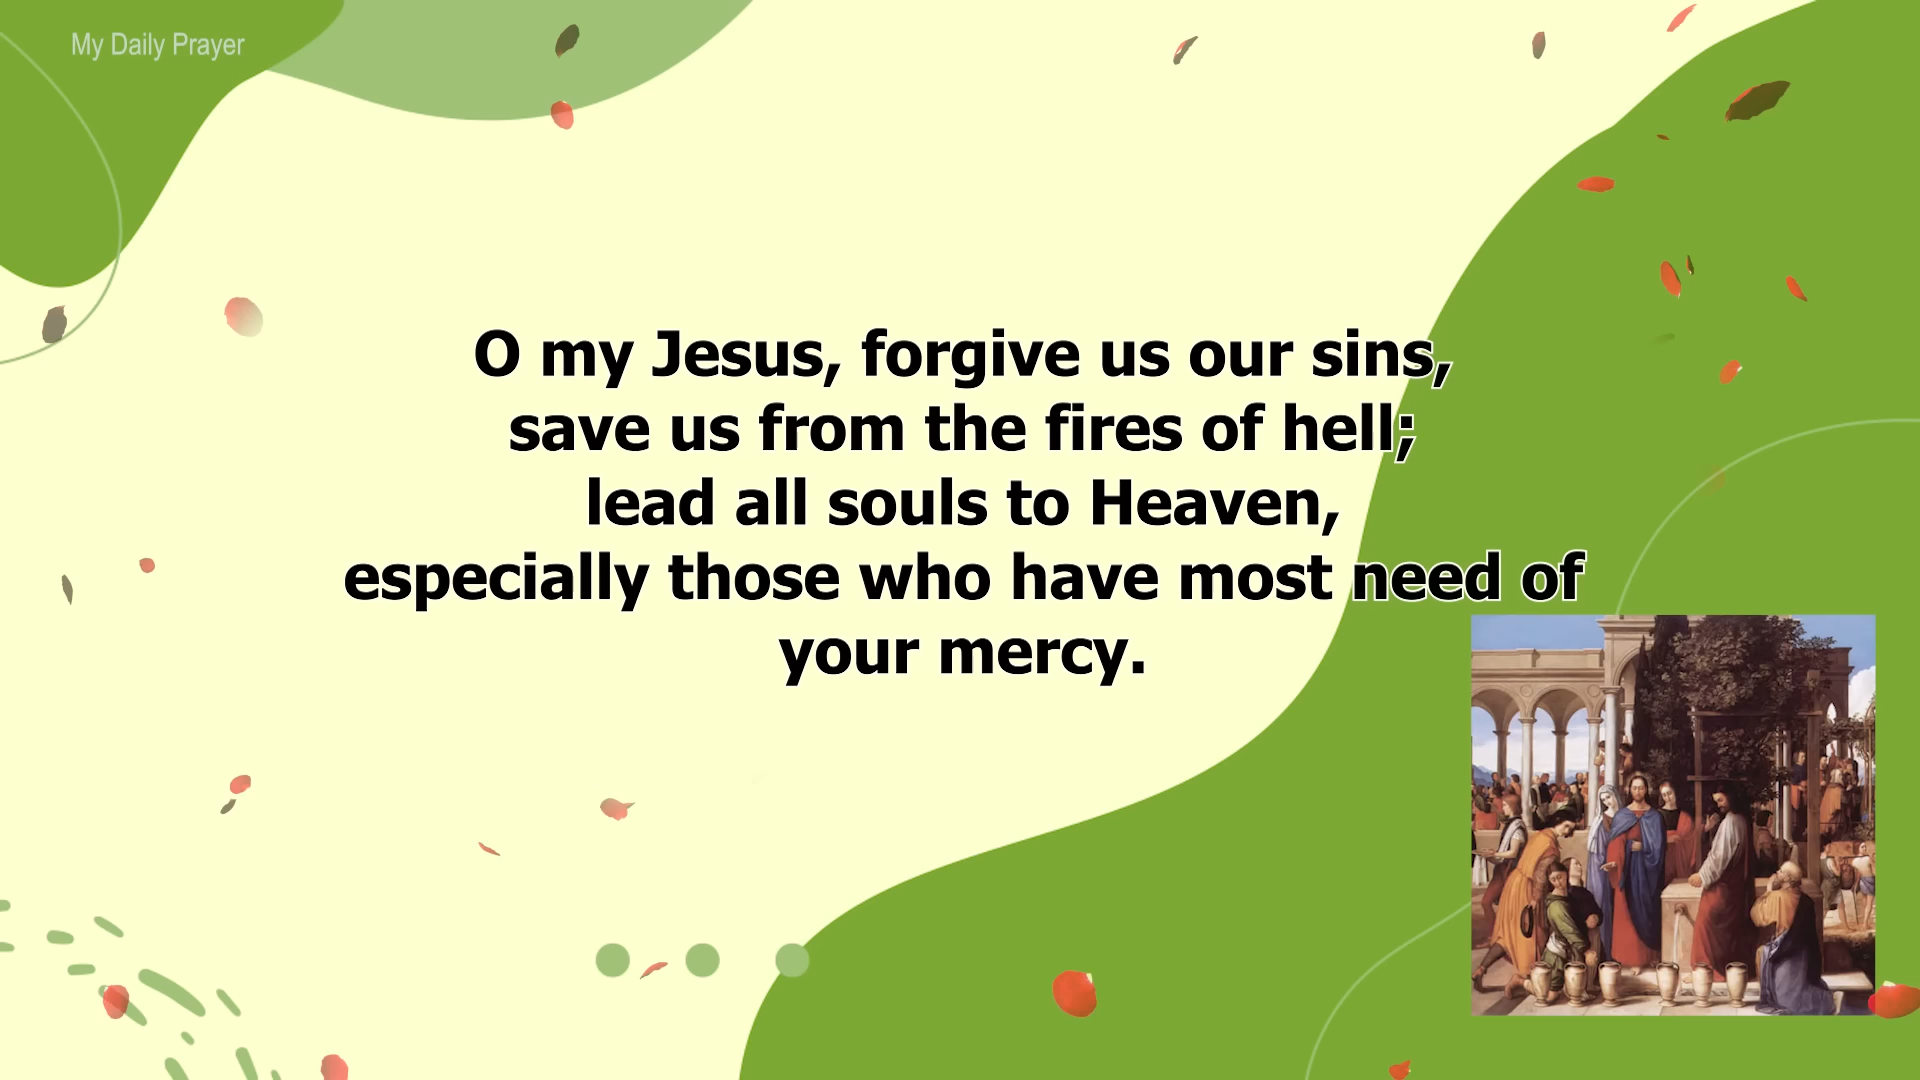 My Daily Prayer
O my Jesus, forgive us our sins,
save us from the fires of hell;
lead all souls to Heaven,
especially those who have most need of
your mercy.